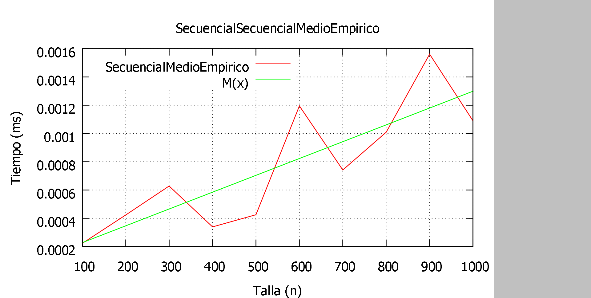 SecuencialSecuencialMedioEmpirico
0.0016
0.0014
0.0012
0.001
0.0008
0.0006
0.0004
0.0002
Tiempo (ms)
SecuencialMedioEmpirico
M(x)
100 200 300 400 500 600 700 800 900 1000
Talla (n)